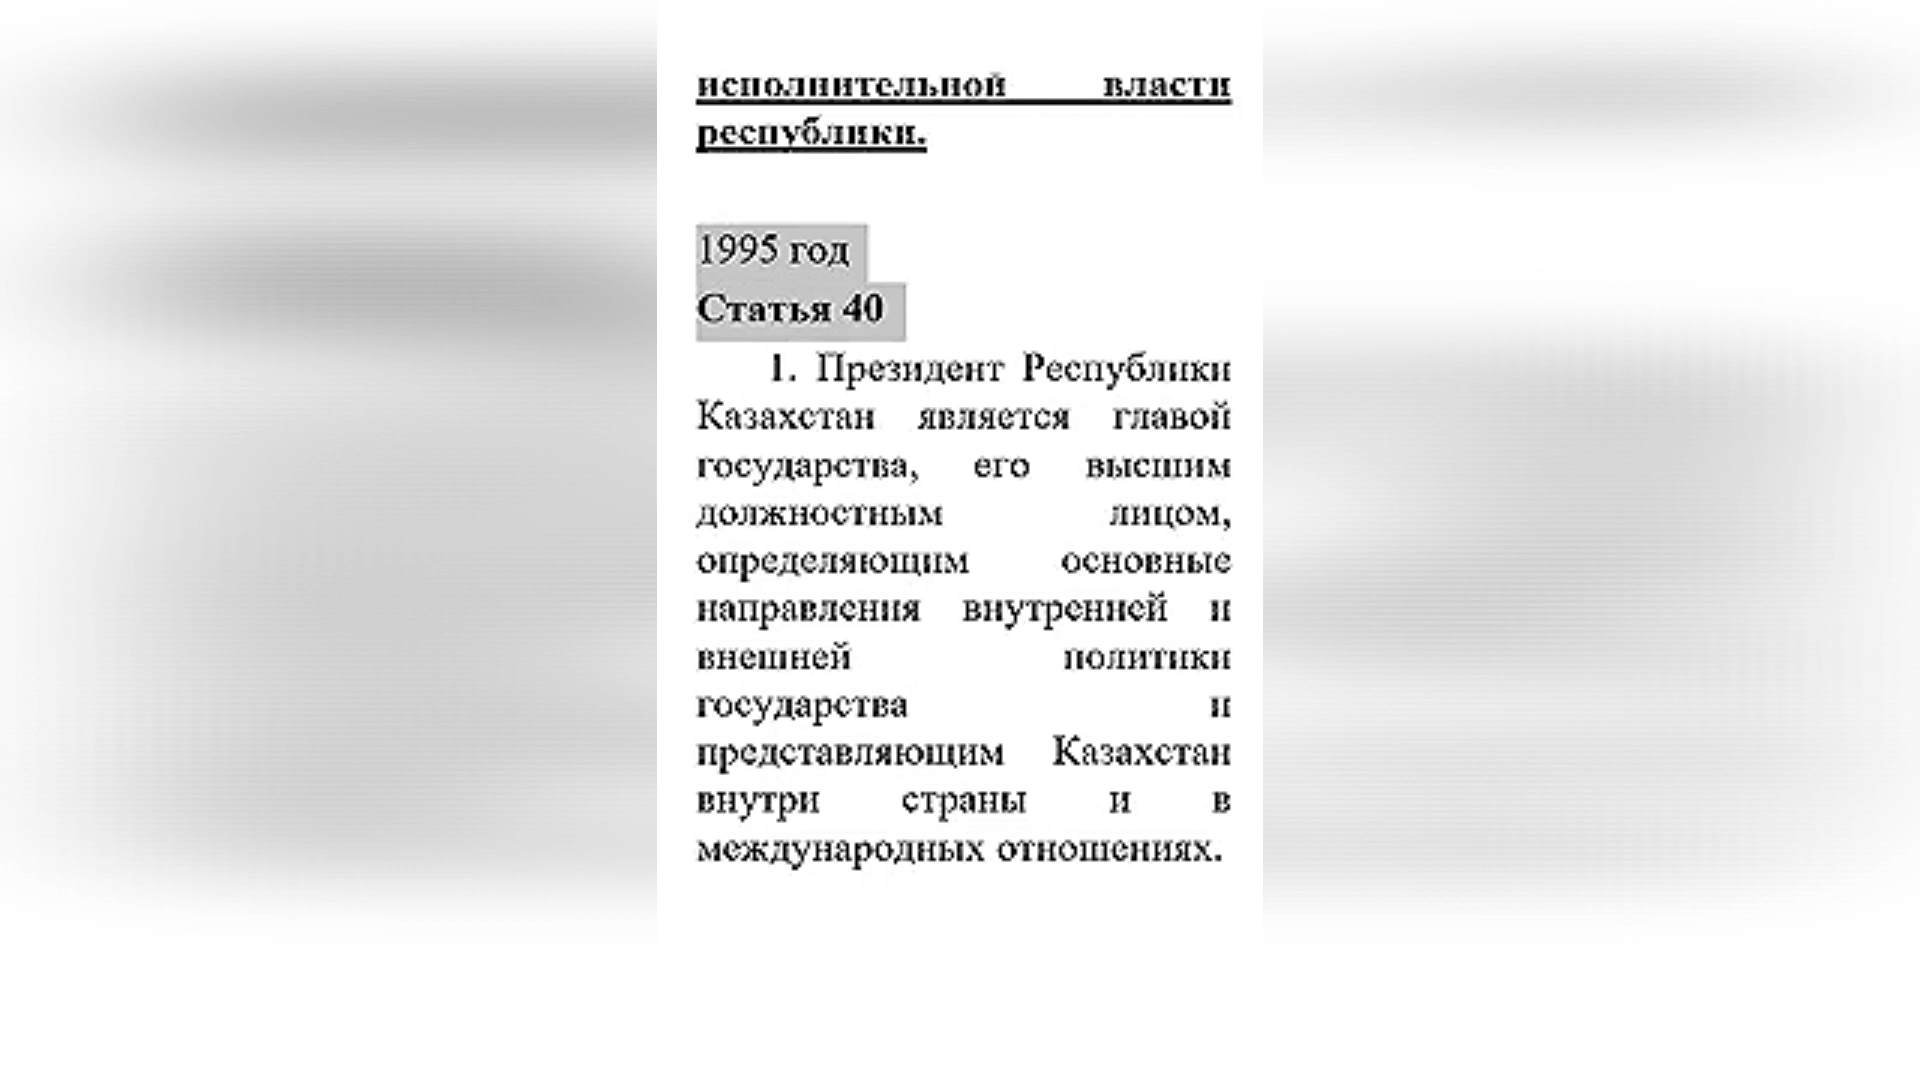 исполнительной власти
республики.
1995 год
Статья 40
1. Президент Республики
Казахстан является главой
государства, его высшим
должностным лицом,
определяющим основные
направления внутренней и
внешней политики
государства и
представляющим Казахстан
внутри страны и в
международных отношениях.